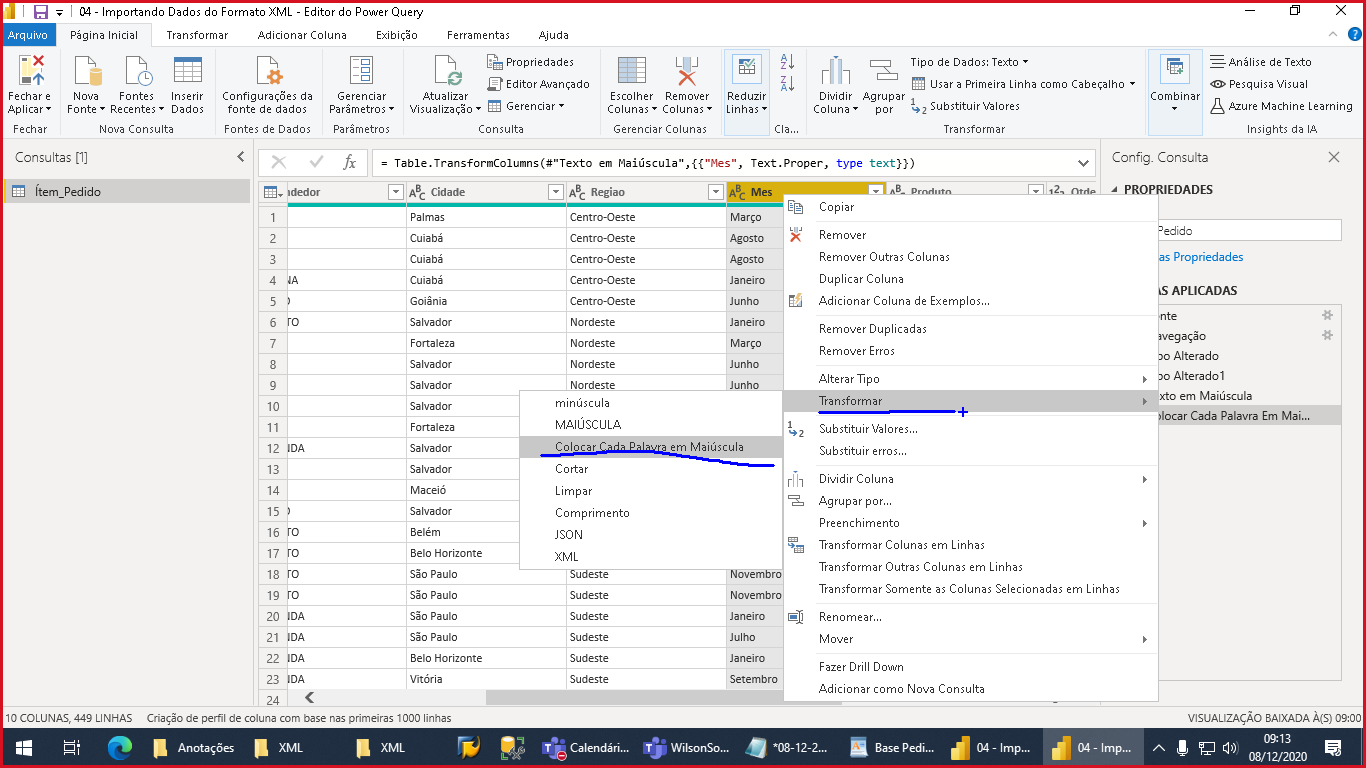 04 - Importando Dados do Formato XML - Editor do Power Query
Arquivo Página Inicial Transformar Adicionar Coluna Exibição Ferramentas Ajuda
Fechar e Aplicar
Fechar
Nova Fonte
Fontes Recentes
Inserir Dados
Nova Consulta
Configurações da fonte de dados
Fontes de Dados
Gerenciar Parâmetros
Parâmetros
Atualizar Visualização
Propriedades
Editor Avançado
Gerenciar
Consulta
Escolher Colunas
Remover Colunas
Gerenciar Colunas
Reduzir Linhas
Cla...
Dividir Coluna
Agrupar por
Tipo de Dados: Texto
Usar a Primeira Linha como Cabeçalho
Substituir Valores
Transformar
Combinar
Análise de Texto
Pesquisa Visual
Azure Machine Learning
Insights da IA
Consultas [1]
Ítem_Pedido
fx
= Table.TransformColumns(#"Texto em Maiúscula",{{"Mes", Text.Proper, type text}})
ndedor Cidade Regiao Mes Produto Qtde
1 Palmas Centro-Oeste Março
2 Cuiabá Centro-Oeste Agosto
3 Cuiabá Centro-Oeste Agosto
4 NA Cuiabá Centro-Oeste Janeiro
5 O Goiânia Centro-Oeste Junho
6 TO Salvador Nordeste Janeiro
7 Fortaleza Nordeste Março
8 Salvador Nordeste Junho
9 Salvador Nordeste Junho
10 Salvador
11 Fortaleza
12 NDA Salvador
13 Salvador
14 Maceió
15 O Salvador
16 TO Belém
17 TO Belo Horizonte
18 TO São Paulo Sudeste Novembro
19 TO São Paulo Sudeste Novembro
20 NDA São Paulo Sudeste Janeiro
21 NDA São Paulo Sudeste Julho
22 NDA Belo Horizonte Sudeste Janeiro
23 NDA Vitória Sudeste Setembro
24
minúscula
MAIÚSCULA
Colocar Cada Palavra em Maiúscula
Cortar
Limpar
Comprimento
JSON
XML
Copiar
Remover
Remover Outras Colunas
Duplicar Coluna
Adicionar Coluna de Exemplos...
Remover Duplicadas
Remover Erros
Alterar Tipo
Transformar
Substituir Valores...
Substituir erros...
Dividir Coluna
Agrupar por...
Preenchimento
Transformar Colunas em Linhas
Transformar Outras Colunas em Linhas
Transformar Somente as Colunas Selecionadas em Linhas
Renomear...
Mover
Fazer Drill Down
Adicionar como Nova Consulta
Config. Consulta
PROPRIEDADES
Pedido
as Propriedades
AS APLICADAS
onte
avegação
po Alterado
po Alterado1
exto em Maiúscula
olocar Cada Palavra Em Mai...
10 COLUNAS, 449 LINHAS Criação de perfil de coluna com base nas primeiras 1000 linhas VISUALIZAÇÃO BAIXADA À(S) 09:00
Anotações XML XML Calendári... WilsonSo... *08-12-2... Base Pedi... 04 - Imp... 04 - Imp...
09:13
08/12/2020